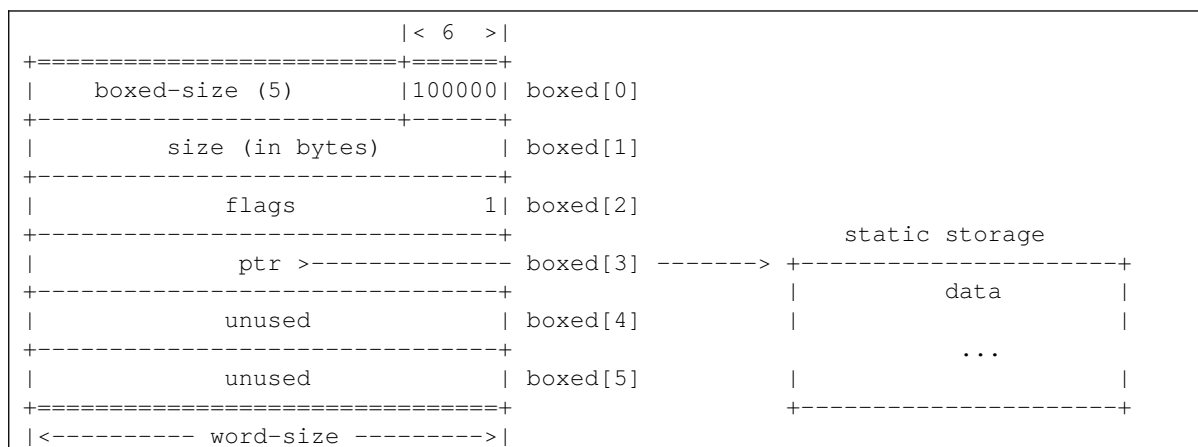 |< 6  >|
+=========================+======+
|    boxed-size (5)       |100000| boxed[0]
+-------------------------+------+
|         size (in bytes)        | boxed[1]
+--------------------------------+
|             flags             1| boxed[2]
+--------------------------------+                       static storage
|              ptr >-------------- boxed[3] -------> +----------------------+
+--------------------------------+                   |          data        |
|             unused             | boxed[4]          |                      |
+--------------------------------+                              ...
|             unused             | boxed[5]          |                      |
+================================+                   +----------------------+
|<---------- word-size --------->|